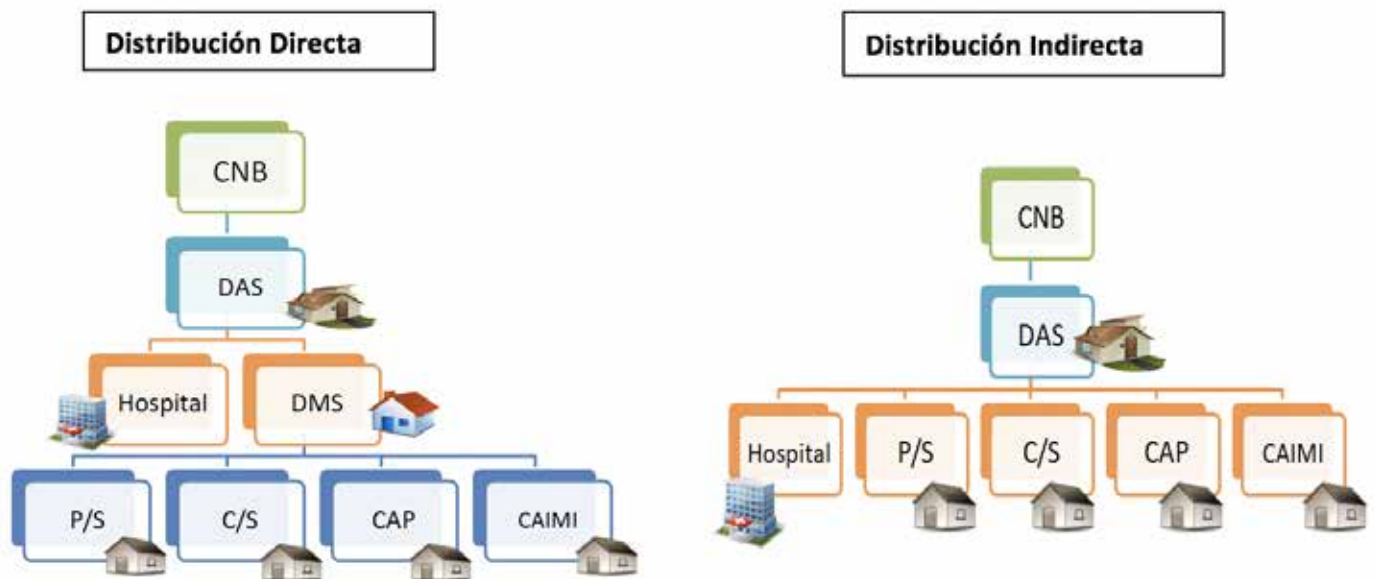 Distribución Directa
CNB
DAS
Hospital
DMS
P/S
C/S
CAP
CAIMI
Distribución Indirecta
CNB
DAS
Hospital
P/S
C/S
CAP
CAIMI